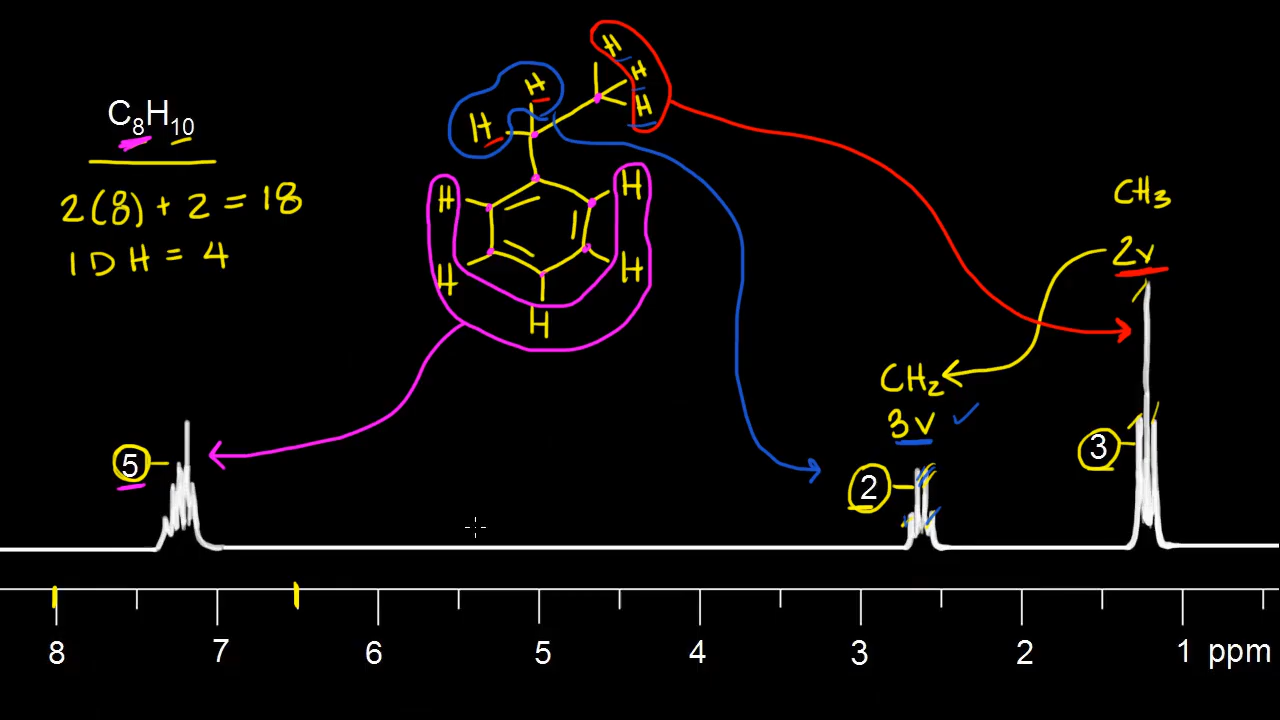 C8H10
2(8) + 2 = 18
IDH = 4
H
H
H
H
H
H
H
H
H
H
CH3
2v
CH2
3v
5
2
3
8 7 6 5 4 3 2 1 ppm